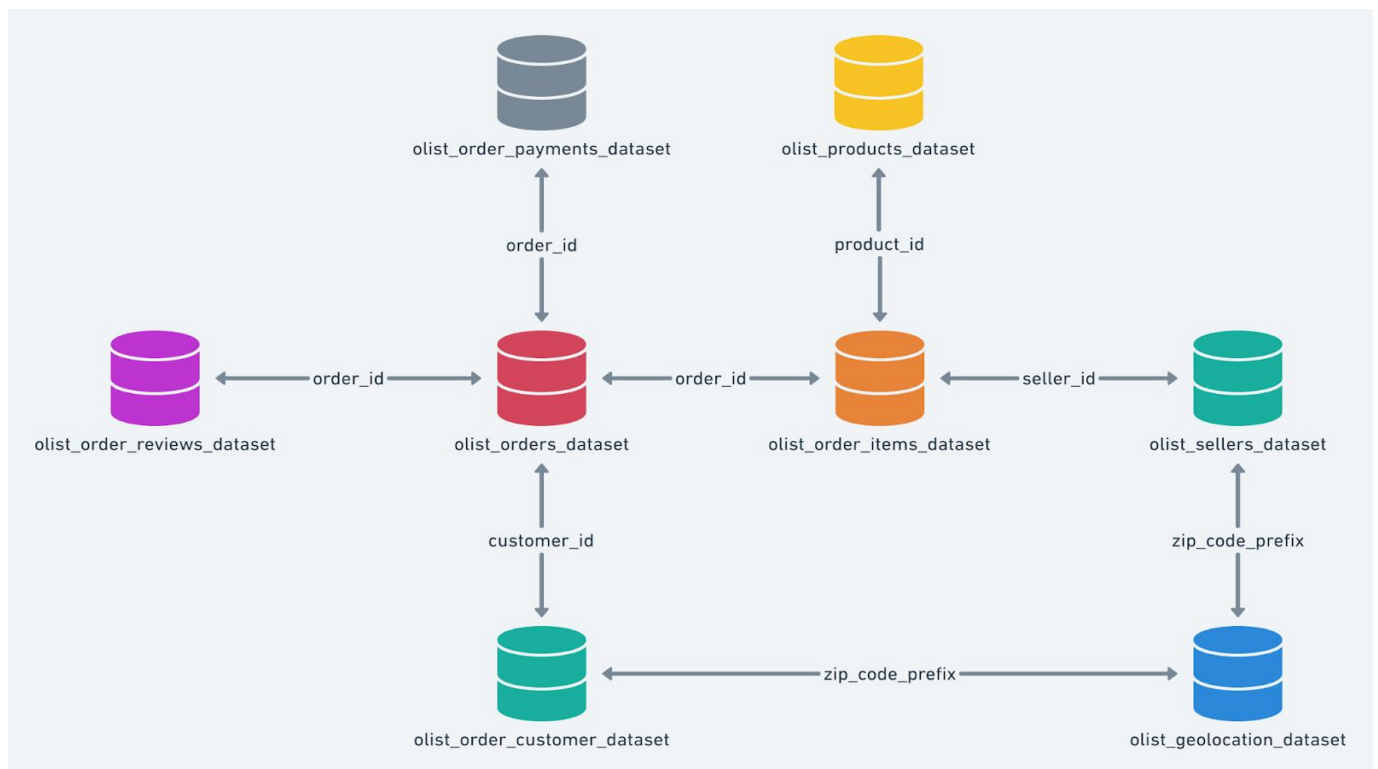 olist_order_payments_dataset
olist_products_dataset
order_id
product_id
order_id
order_id
seller_id
olist_order_reviews_dataset
olist_orders_dataset
olist_order_items_dataset
olist_sellers_dataset
customer_id
zip_code_prefix
zip_code_prefix
olist_order_customer_dataset
olist_geolocation_dataset